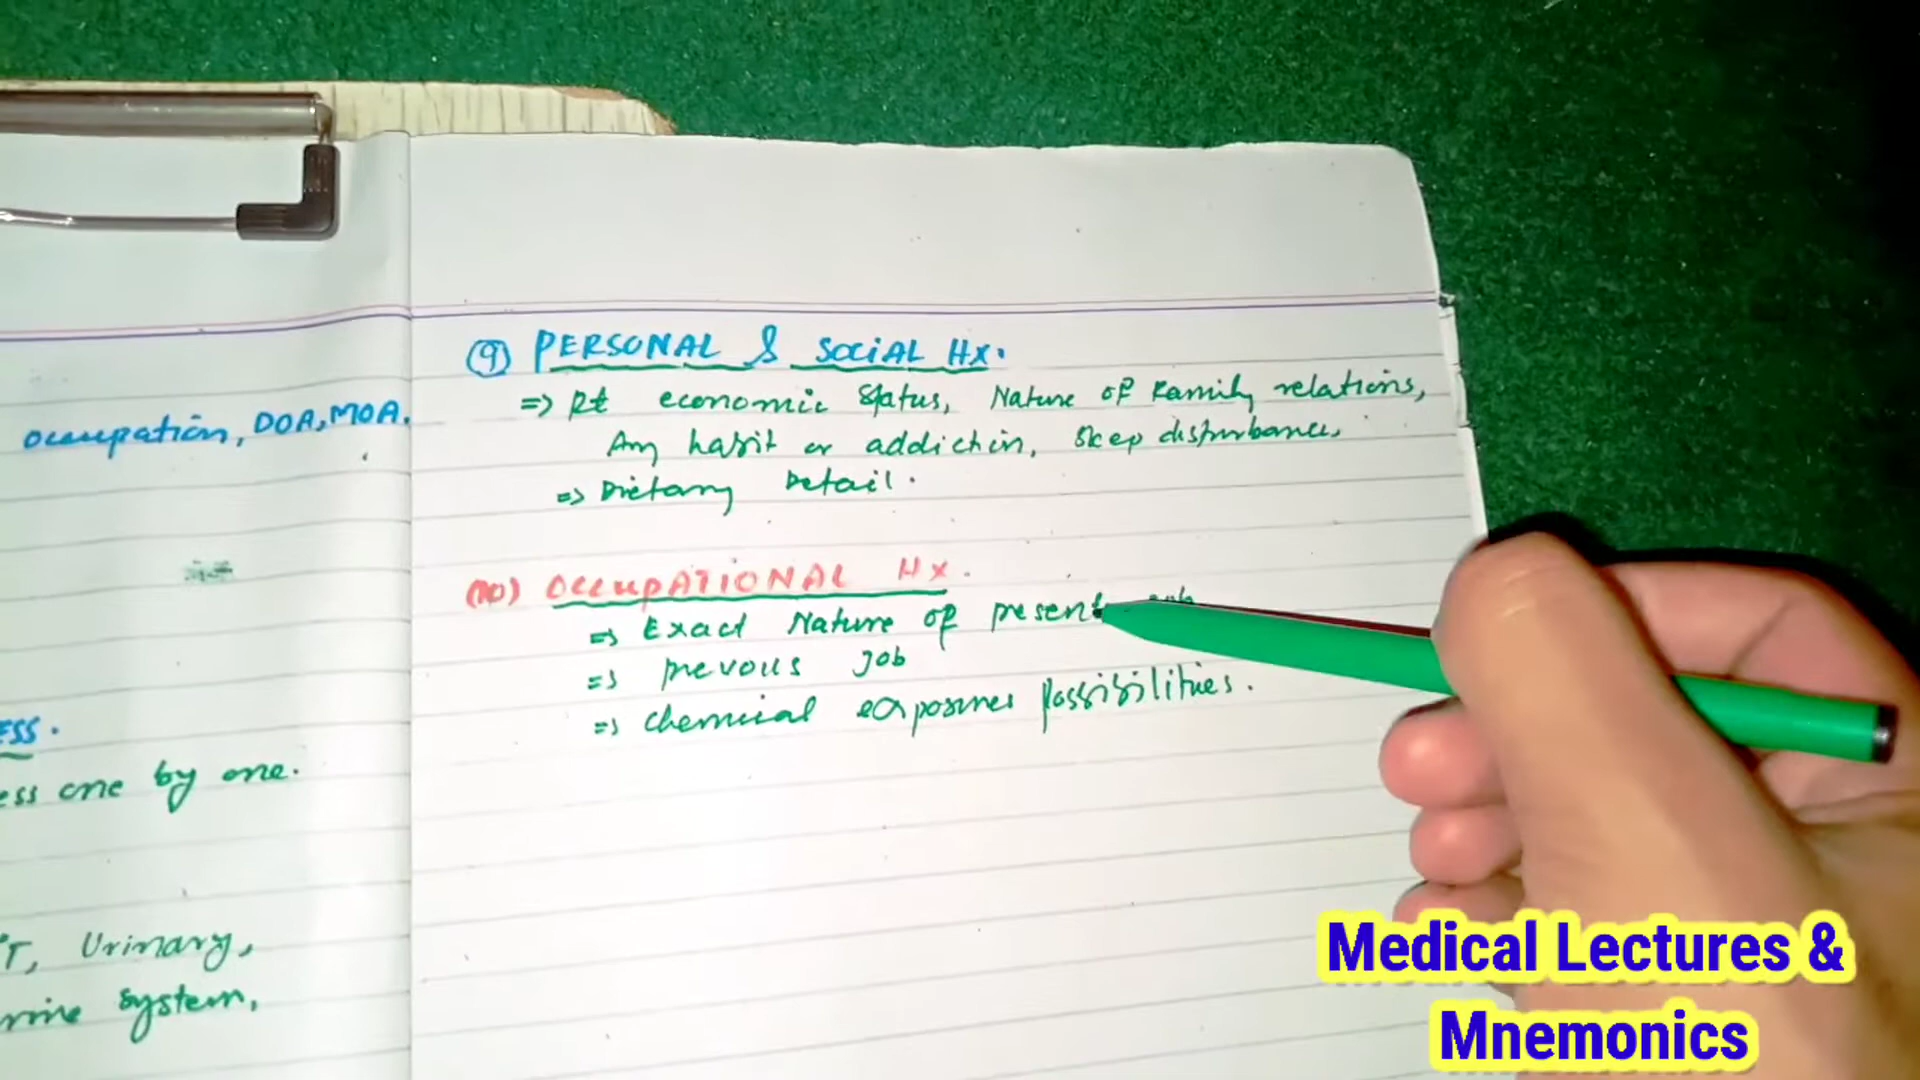 Occupation, DOA, MOA.
ESS.
ess one by one.
T, Urinary,
rine system,
(9) PERSONAL & SOCIAL HX.
=> Pt economic status, Nature of Family relations,
Any habit or addiction, Sleep disturbance,
=> Dietary Detail.
(10) OCCUPATIONAL HX.
=> Exact Nature of present
=> prevous Job
=> chemical exposures possibilities.
Medical Lectures &
Mnemonics